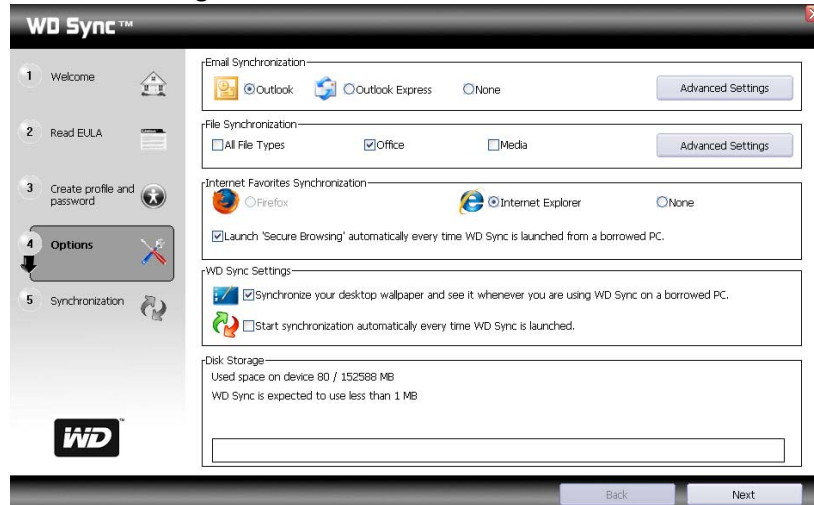 WD Sync™
1 Welcome
2 Read EULA
3 Create profile and
password
4 Options
5 Synchronization
WD
Email Synchronization
Outlook Outlook Express None Advanced Settings
File Synchronization
All File Types Office Media Advanced Settings
Internet Favorites Synchronization
Firefox Internet Explorer None
Launch 'Secure Browsing' automatically every time WD Sync is launched from a borrowed PC.
WD Sync Settings
Synchronize your desktop wallpaper and see it whenever you are using WD Sync on a borrowed PC.
Start synchronization automatically every time WD Sync is launched.
Disk Storage
Used space on device 80 / 152588 MB
WD Sync is expected to use less than 1 MB
Back Next